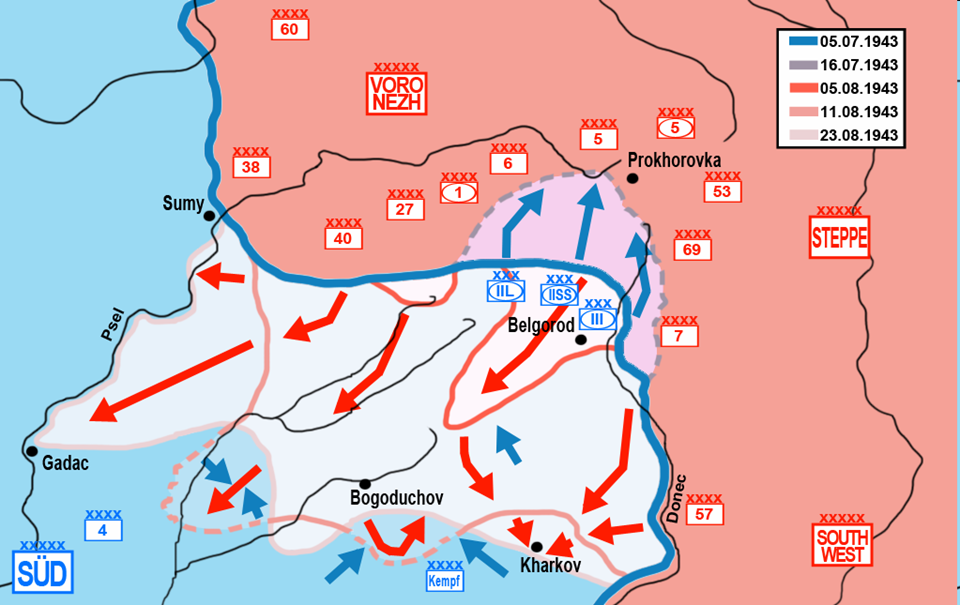 XXXX
60
XXXXX
VORO
NEZH
05.07.1943
16.07.1943
05.08.1943
11.08.1943
23.08.1943
XXXX
5
XXXX
5
XXXX
6
Prokhorovka
XXXX
38
XXXX
1
XXXX
53
XXXX
27
Sumy
XXXXX
STEPPE
XXXX
40
XXXX
69
XXX
IIL
XXX
IISS
XXX
III
Belgorod
XXXX
7
Psel
Gadac
Bogoduchov
Donec
XXXX
57
XXXX
4
XXXXX
SOUTH
WEST
XXXXX
SÜD
XXXX
Kempf
Kharkov